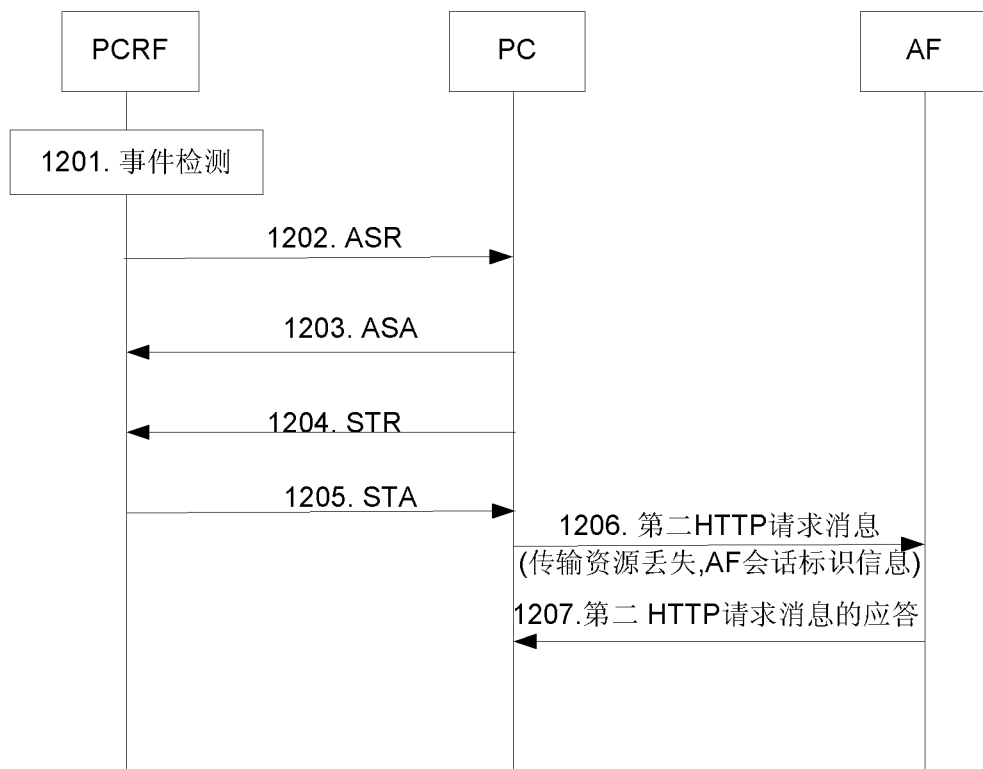 PCRF
PC
AF
1201. 事件检测
1202. ASR
1203. ASA
1204. STR
1205. STA
1206. 第二HTTP请求消息
(传输资源丢失,AF会话标识信息)
1207.第二 HTTP请求消息的应答